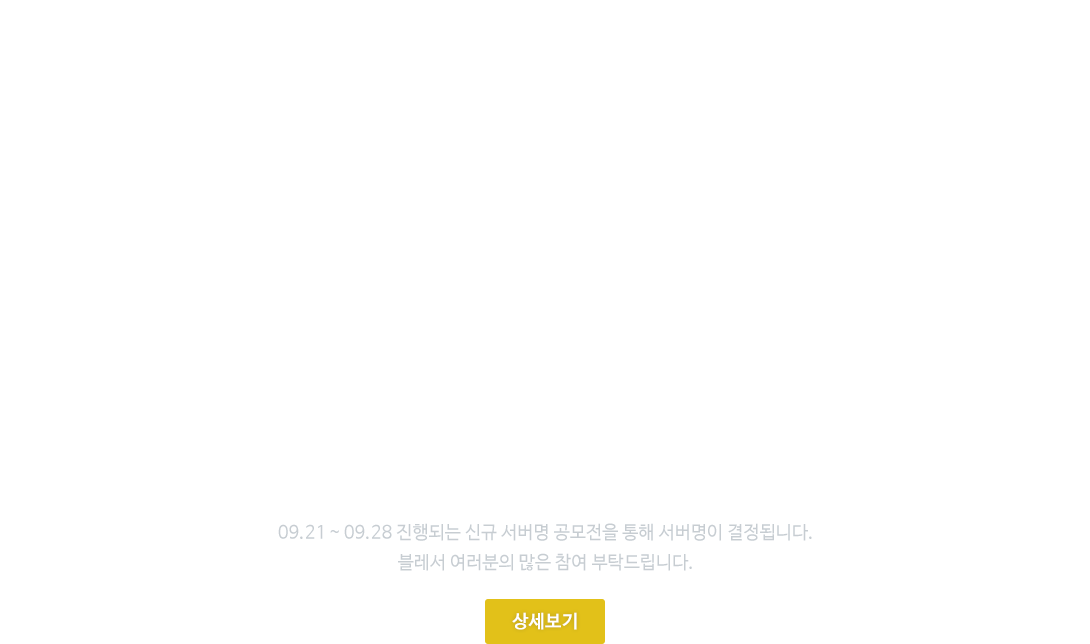 09.21 ~ 09.28 진행되는 신규 서버명 공모전을 통해 서버명이 결정됩니다.
블레서 여러분의 많은 참여 부탁드립니다.
상세보기